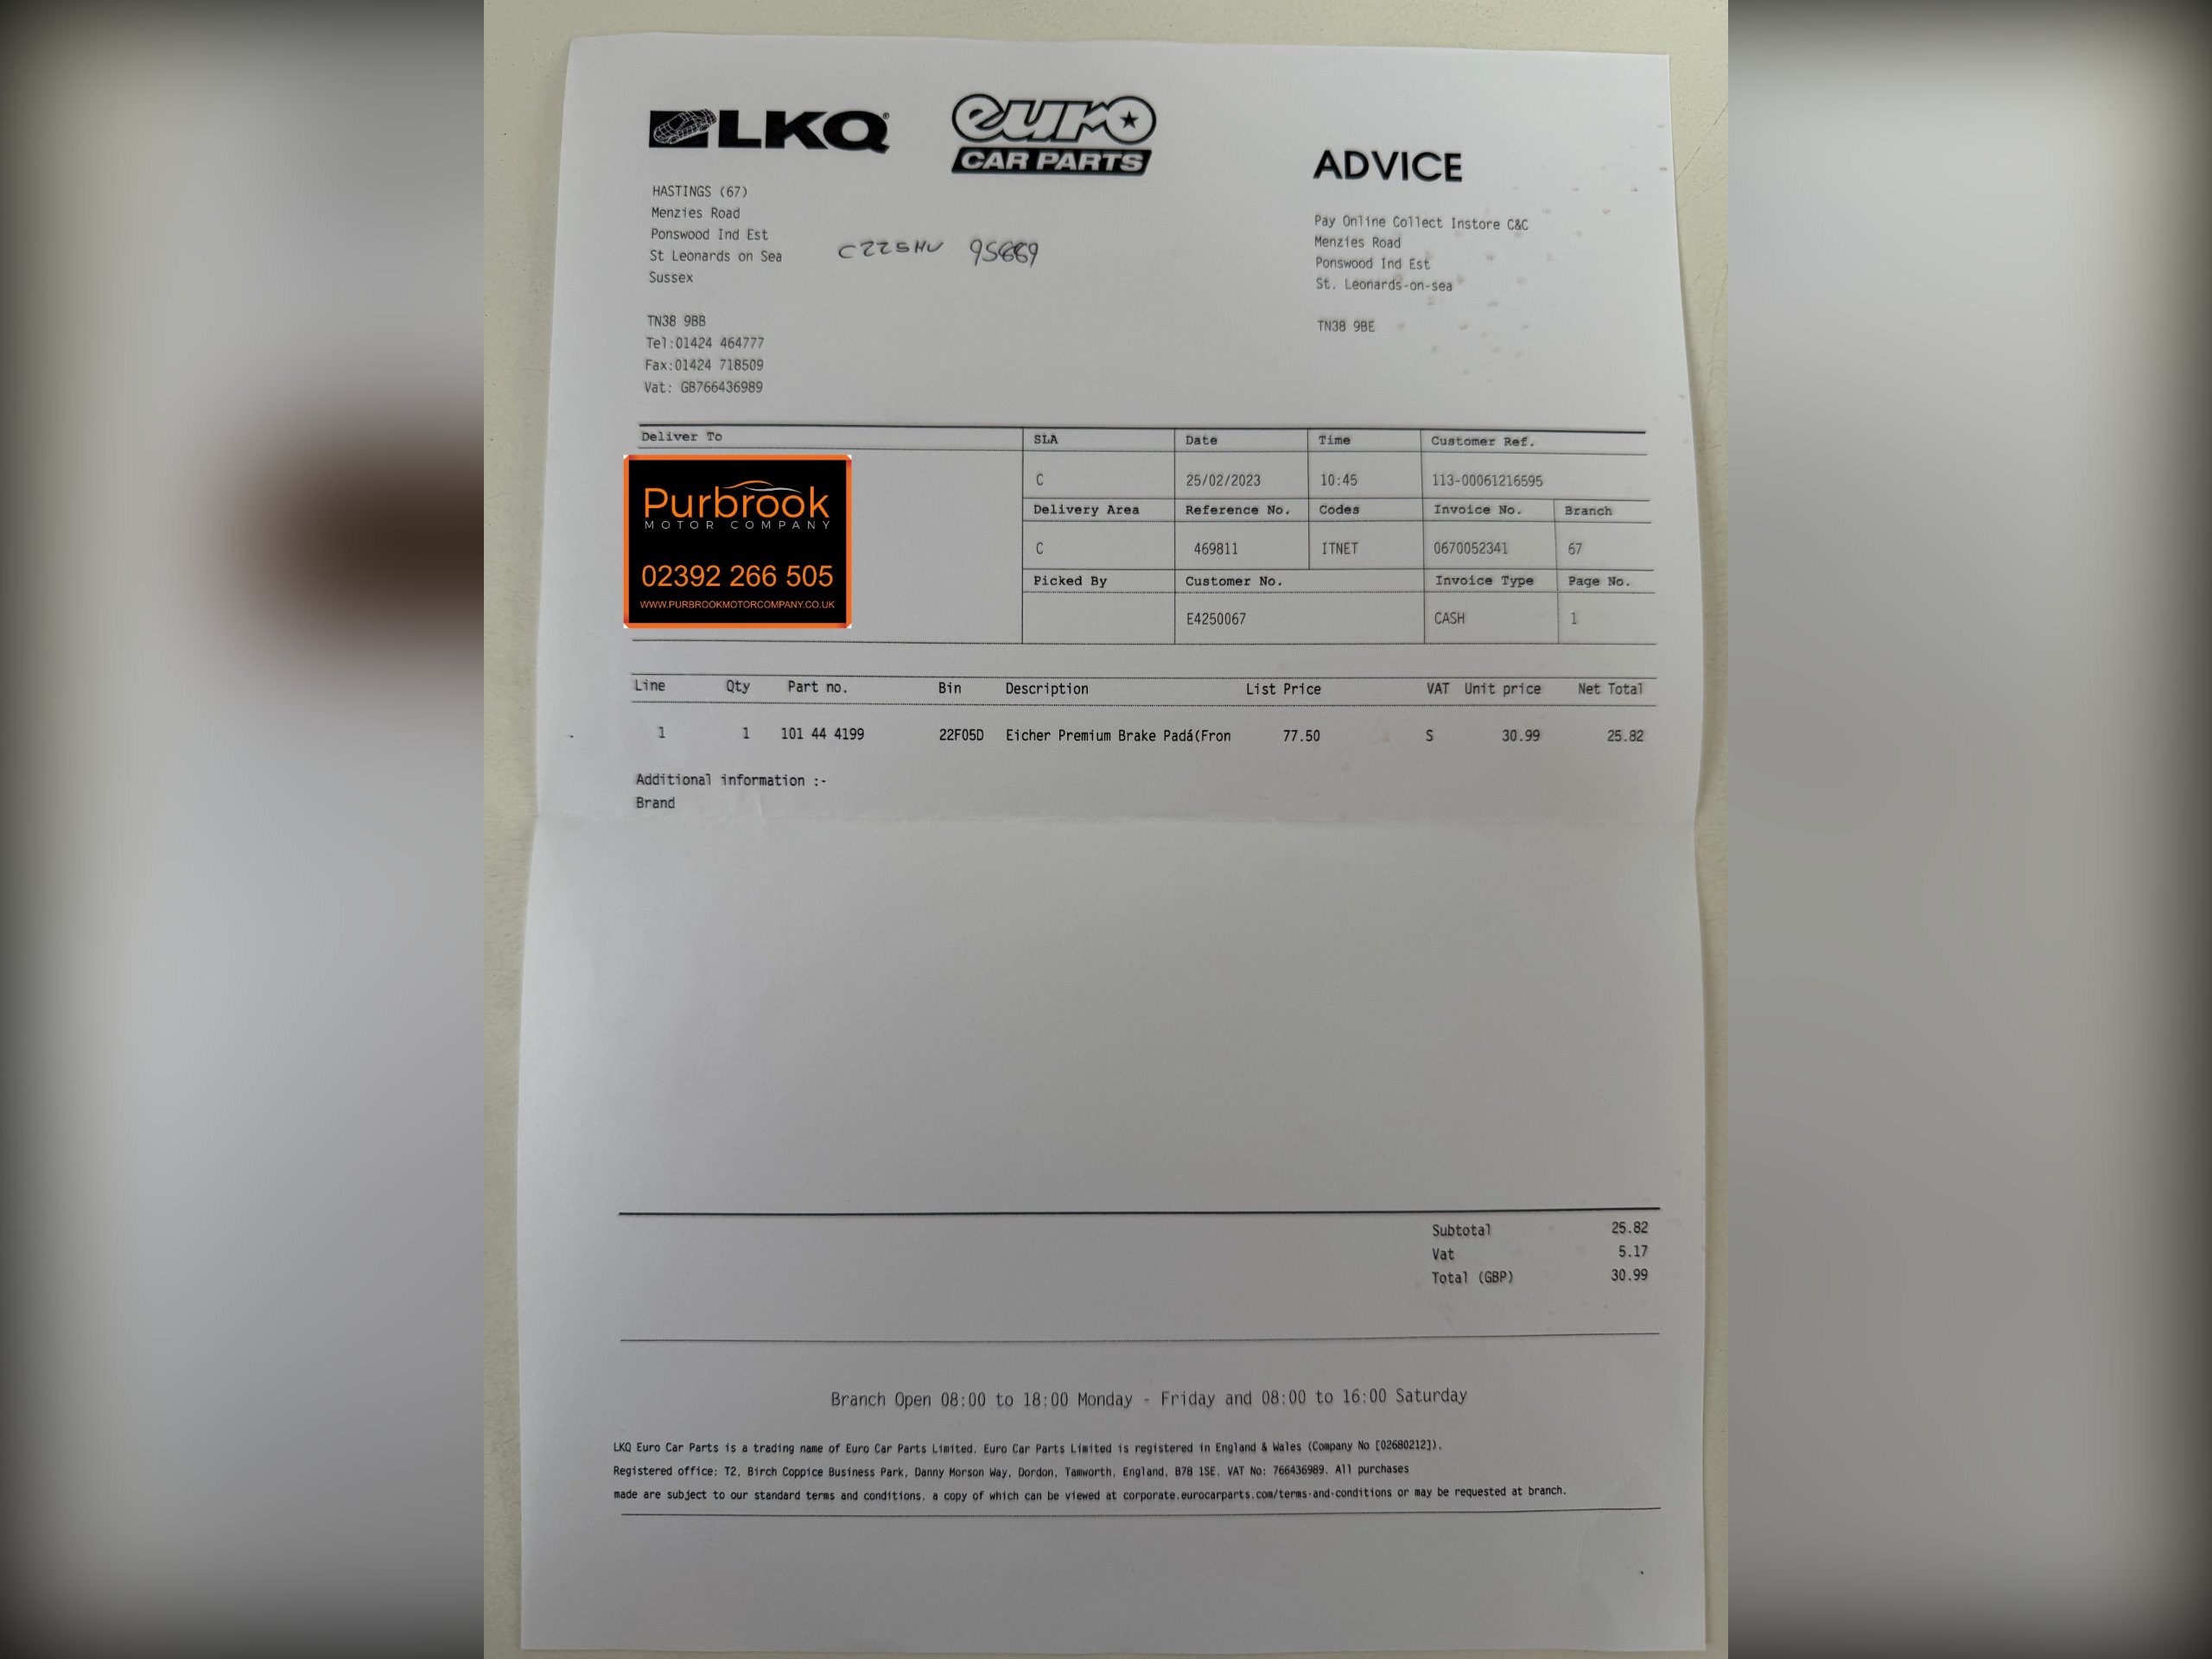 LKQ
euro
CAR PARTS
ADVICE
HASTINGS (67)
Menzies Road
Ponswood Ind Est
St Leonards on Sea
Sussex
TN38 9BB
Tel:01424 464777
Fax:01424 718509
Vat: GB766436989
95669
Pay Online Collect Instore C&C
Menzies Road
Ponswood Ind Est
St. Leonards-on-sea
TN38 9BE
Deliver To SLA Date Time Customer Ref.
C 25/02/2023 10:45 113-00061216595
Delivery Area Reference No. Codes Invoice No. Branch
C 469811 ITNET 0670052341 67
Picked By Customer No. Invoice Type Page No.
E4250067 CASH 1
Purbrook
MOTOR COMPANY
02392 266 505
WWW.PURBROOKMOTORCOMPANY.CO.UK
Line Qty Part no. Bin Description List Price VAT Unit price Net Total
1 1 101 44 4199 22F05D Eicher Premium Brake Padá(Fron 77.50 S 30.99 25.82
Additional information :-
Brand
Subtotal 25.82
Vat 5.17
Total (GBP) 30.99
Branch Open 08:00 to 18:00 Monday - Friday and 08:00 to 16:00 Saturday
LKQ Euro Car Parts is a trading name of Euro Car Parts Limited. Euro Car Parts Limited is registered in England & Wales (Company No [02680212]).
Registered office: T2, Birch Coppice Business Park, Danny Morson Way, Dordon, Tamworth, England, B78 1SE. VAT No: 766436989. All purchases
made are subject to our standard terms and conditions, a copy of which can be viewed at corporate.eurocarparts.com/terms-and-conditions or may be requested at branch.